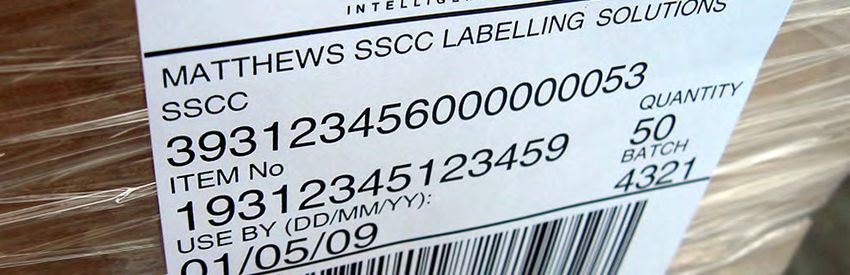 MATTHEWS SSCC LABELLING SOLUTIONS
SSCC
393123456000000053
ITEM No
QUANTITY
19312345123459
50
USE BY (DD/MM/YY):
BATCH
01/05/09
4321